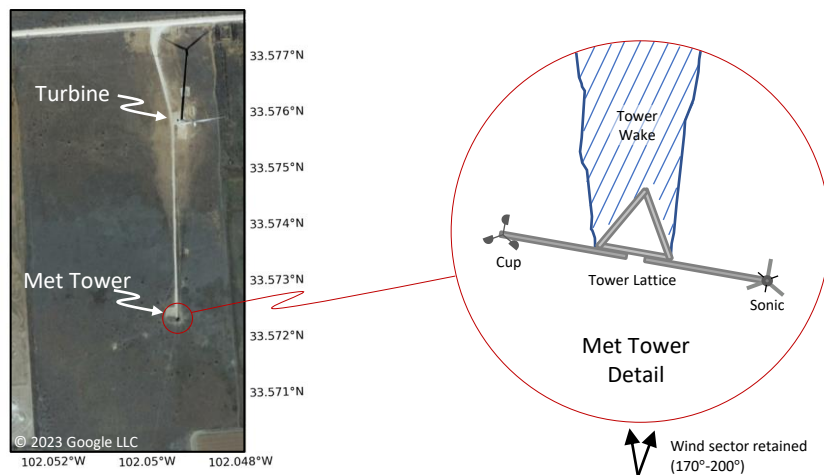 Turbine
Met Tower
© 2023 Google LLC
33.577°N
33.576°N
33.575°N
33.574°N
33.573°N
33.572°N
33.571°N
102.052°W
102.05°W
102.048°W
Tower
Wake
Cup
Tower Lattice
Sonic
Met Tower
Detail
Wind sector retained
(170°-200°)